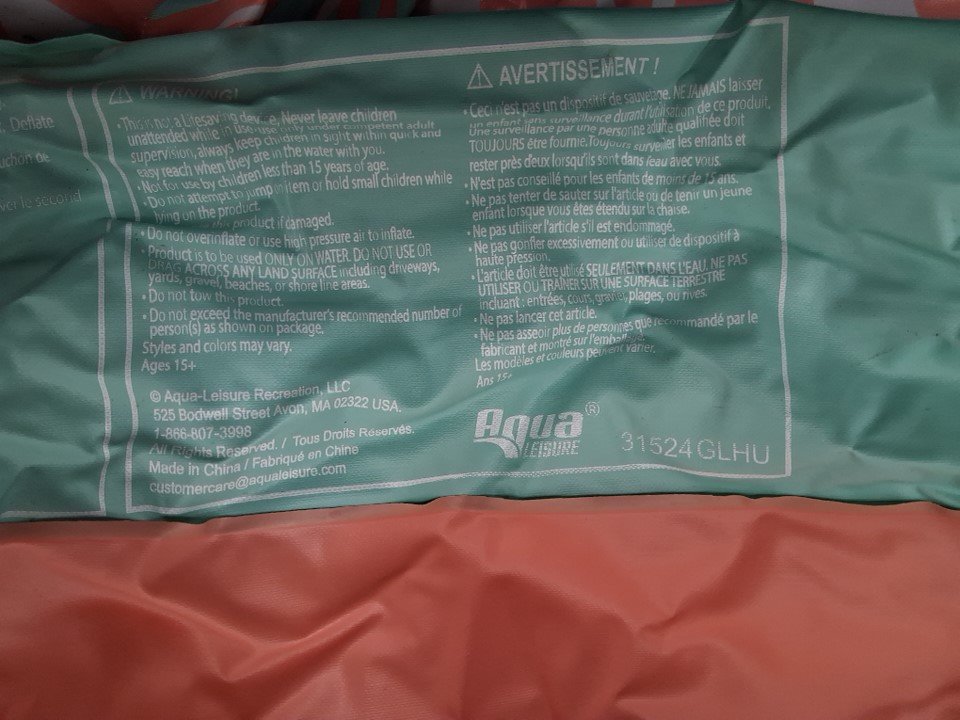 Deflate
uchon de
ver le second
WARNING!
• This is not a Lifesaving device. Never leave children
unattended while in use-use only under competent adult
supervision, always keep children in sight within quick and
easy reach when they are in the water with you.
• Not for use by children less than 15 years of age.
• Do not attempt to jump on item or hold small children while
lying on the product.
this product if damaged.
• Do not overinflate or use high pressure air to inflate.
• Product is to be used ONLY ON WATER. DO NOT USE OR
DRAG ACROSS ANY LAND SURFACE including driveways,
yards, gravel, beaches, or shore line areas.
• Do not tow this product.
• Do not exceed the manufacturer's recommended number of
person(s) as shown on package.
Styles and colors may vary.
Ages 15+
© Aqua-Leisure Recreation, LLC
525 Bodwell Street Avon, MA 02322 USA.
1-866-807-3998
All Rights Reserved. / Tous Droits Réservés.
Made in China / Fabriqué en Chine
customercare@aqualeisure.com
AVERTISSEMENT !
• Ceci n'est pas un dispositif de sauvetage. NE JAMAIS laisser
un enfant sans surveillance durant l'utilisation de ce produit.
Une surveillance par une personne adulte qualifiée doit
TOUJOURS être fournie. Toujours surveiller les enfants et
rester près deux lorsqu'ils sont dans l'eau avec vous.
• N'est pas conseillé pour les enfants de moins de 15 ans.
• Ne pas tenter de sauter sur l'article ou de tenir un jeune
enfant lorsque vous êtes étendu sur la chaise.
• Ne pas utiliser l'article s'il est endommagé.
• Ne pas gonfler excessivement ou utiliser de dispositif à
haute pression.
• L'article doit être utilisé SEULEMENT DANS L'EAU. NE PAS
UTILISER OU TRAÎNER SUR UNE SURFACE TERRESTRE
incluant : entrées, cours, gravier, plages, ou rives.
• Ne pas lancer cet article.
• Ne pas asseoir plus de personnes que recommandé par le
fabricant et montré sur l'emballage.
Les modèles et couleurs peuvent varier.
Ans 15+
Aqua®
LEISURE
31524GLHU